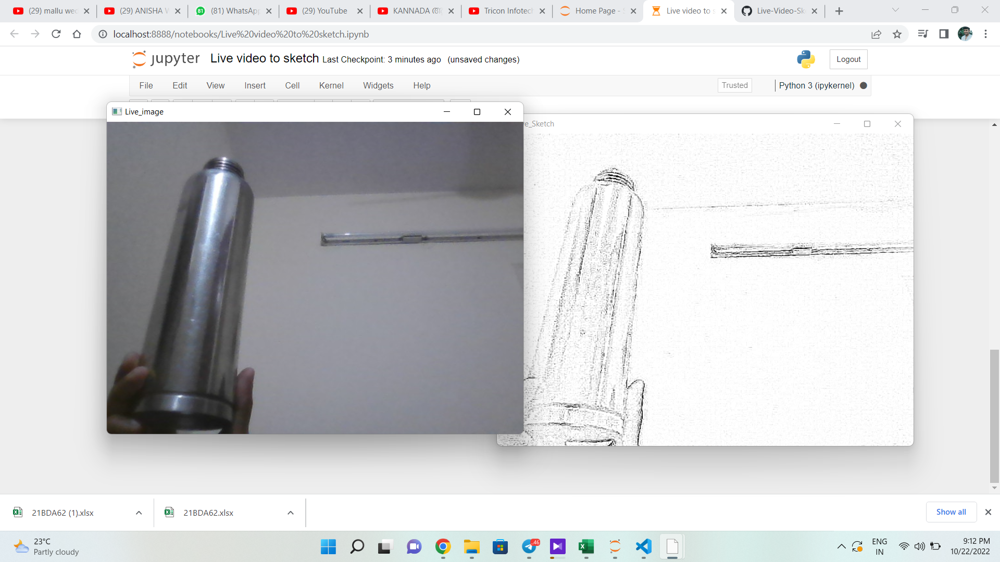 (29) mallu wed
(29) ANISHA W
(81) WhatsApp
(29) YouTube
KANNADA
Tricon Infotech
Home Page - S
Live video to s
Live-Video-Sk
localhost:8888/notebooks/Live%20video%20to%20sketch.ipynb
jupyter Live video to sketch Last Checkpoint: 3 minutes ago (unsaved changes)
Logout
File Edit View Insert Cell Kernel Widgets Help
Trusted
Python 3 (ipykernel)
Live_image
e_Sketch
21BDA62 (1).xlsx
21BDA62.xlsx
Show all
23°C
Partly cloudy
81
46
ENG
IN
9:12 PM
10/22/2022